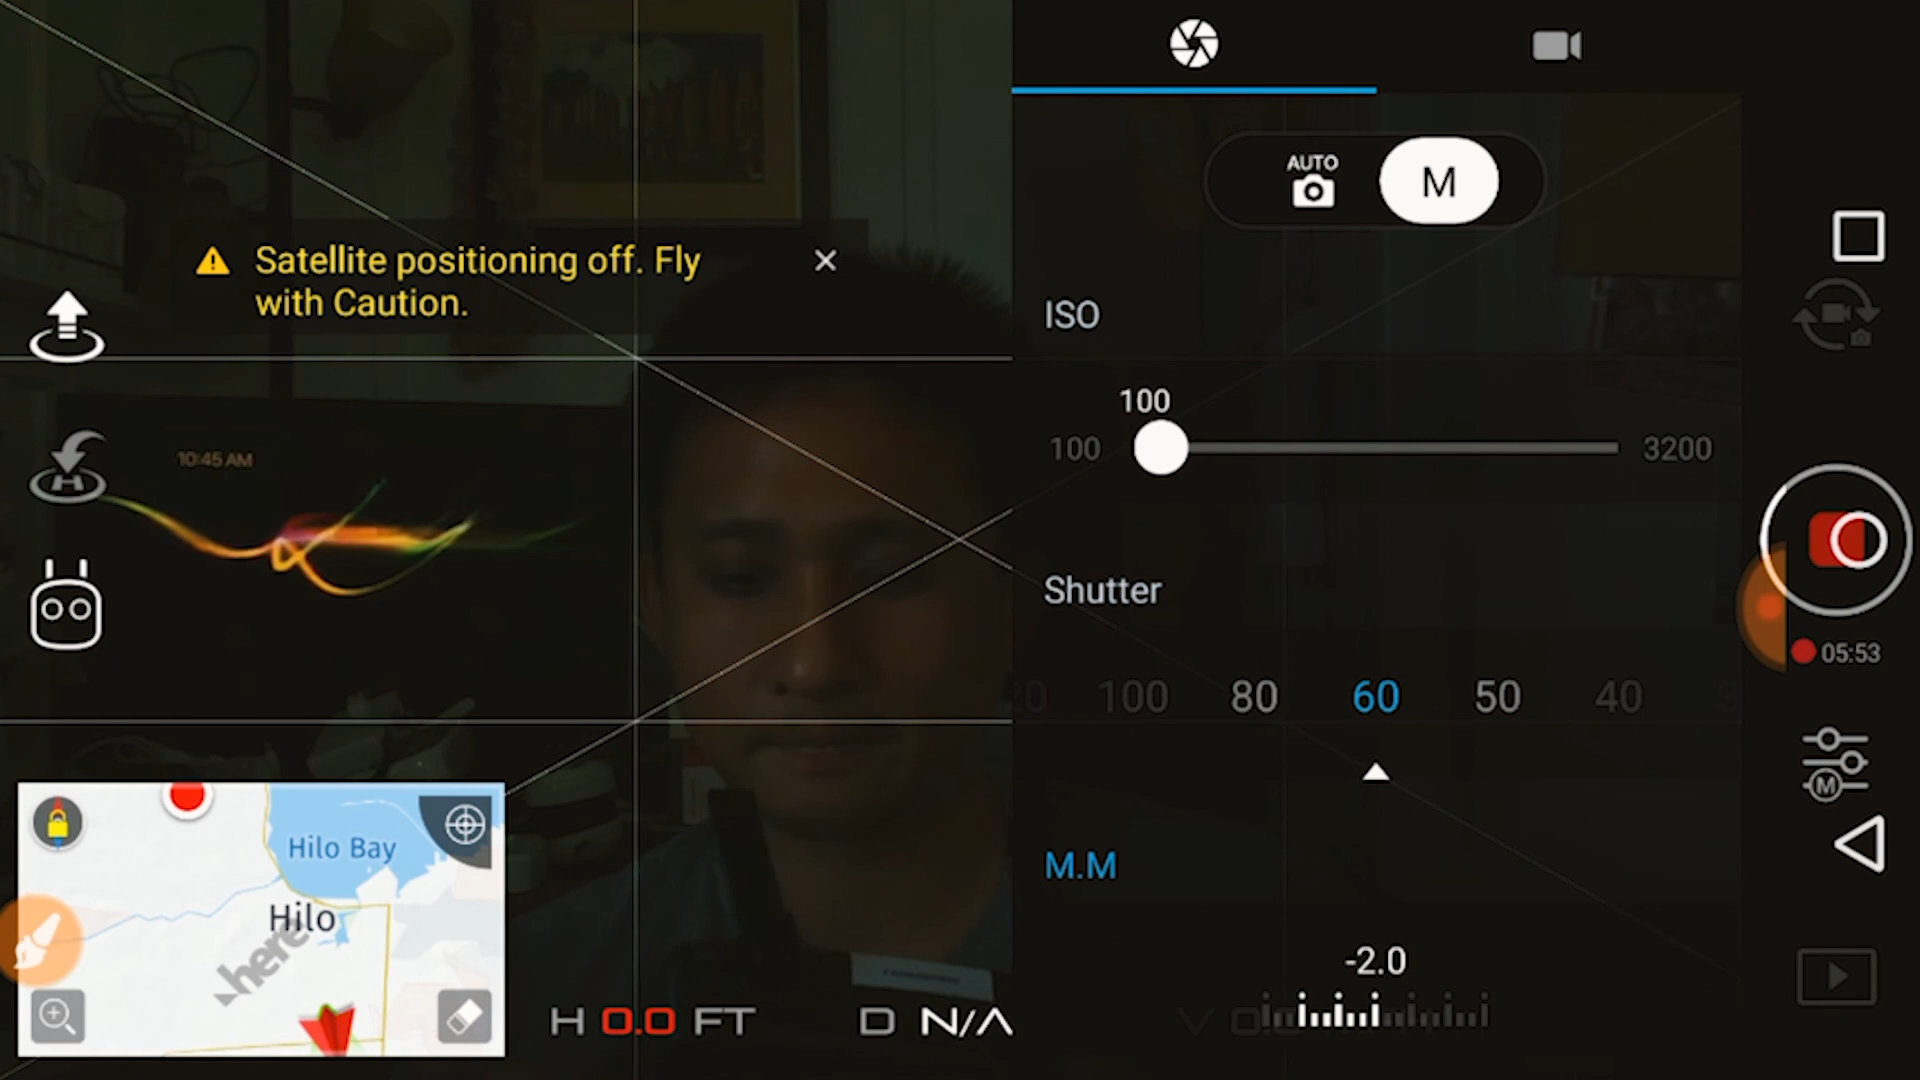 AUTO
M
Satellite positioning off. Fly
with Caution.
ISO
100
100
3200
10:45 AM
Shutter
100 80 60 50 40
05:53
M
M.M
Hilo Bay
Hilo
here
-2.0
H 0.0 FT
D N/A